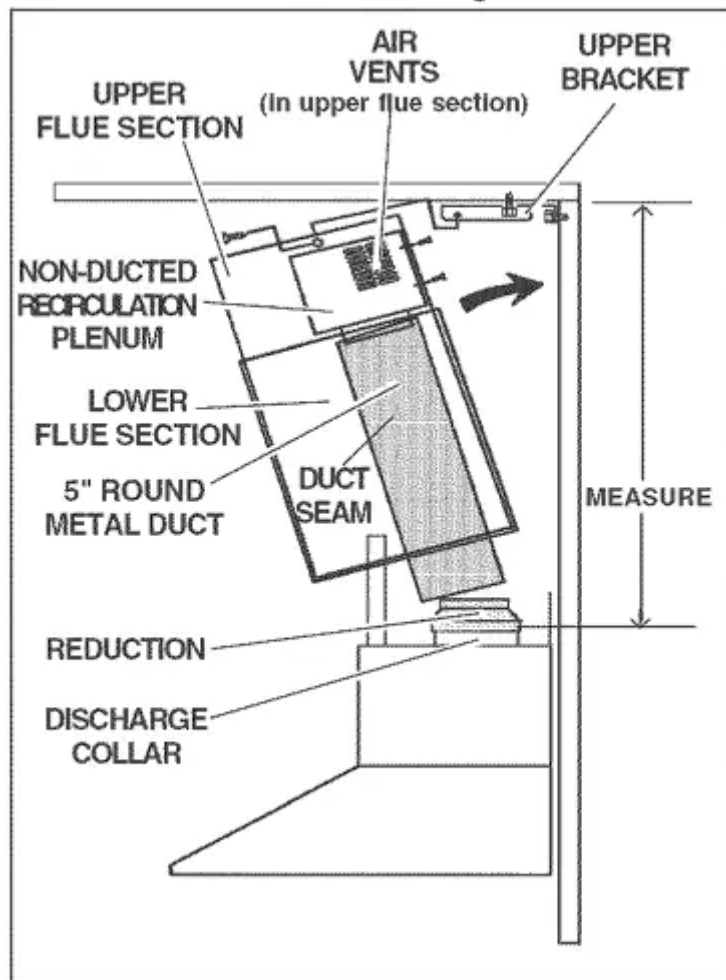 AIR
VENTS
(in upper flue section)
UPPER
BRACKET
UPPER
FLUE SECTION
NON-DUCTED
RECIRCULATION
PLENUM
LOWER
FLUE SECTION
5" ROUND
METAL DUCT
DUCT
SEAM
MEASURE
REDUCTION
DISCHARGE
COLLAR